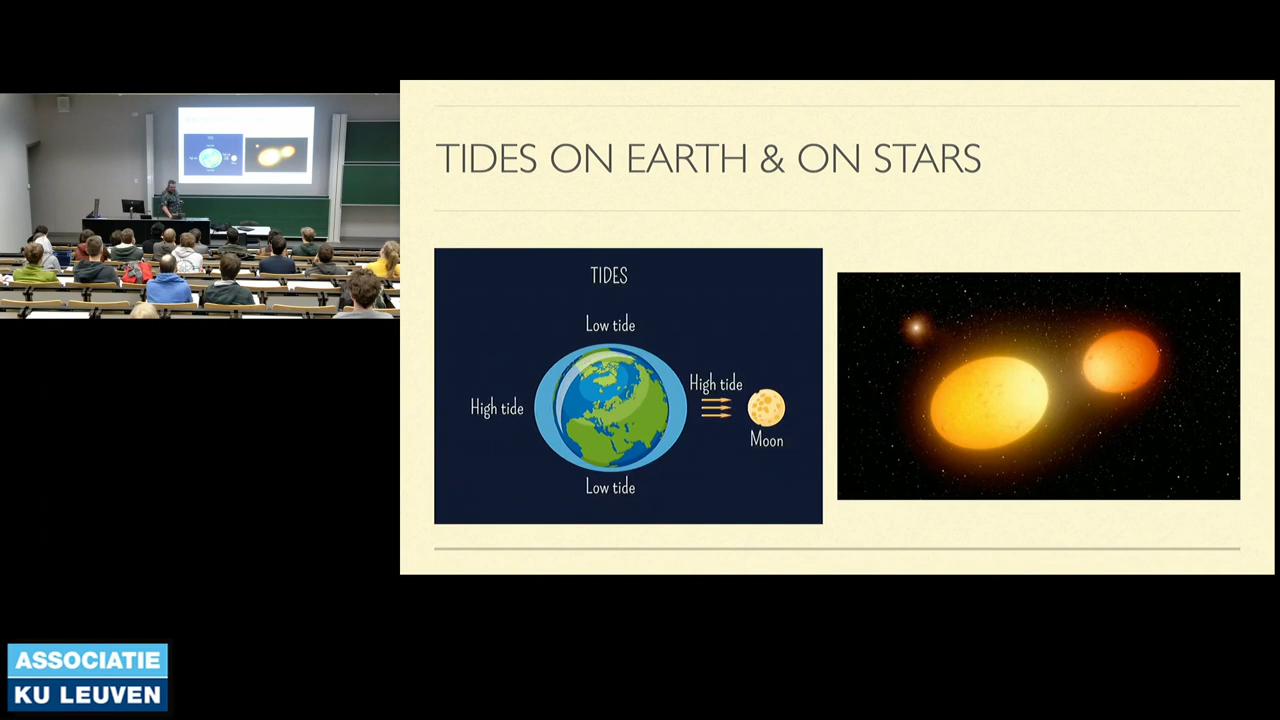 TIDES ON EARTH & ON STARS
TIDES
Low tide
High tide
High tide
Moon
Low tide
ASSOCIATIE
KU LEUVEN